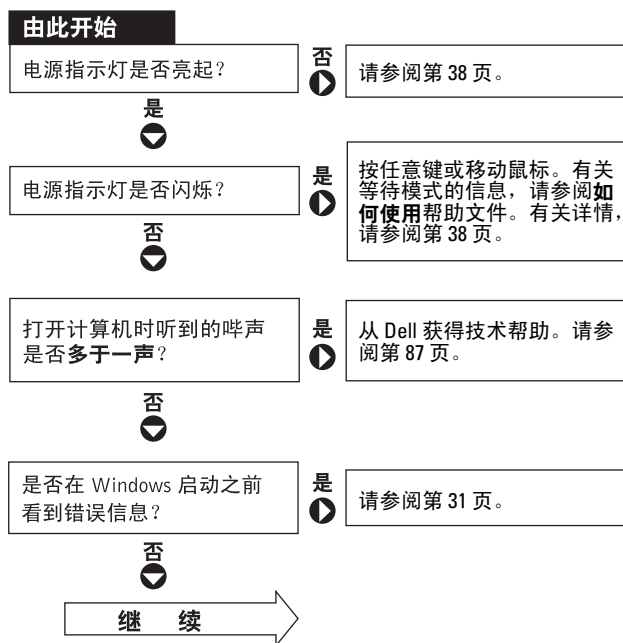 由此开始
电源指示灯是否亮起？
否
请参阅第 38 页。
是
电源指示灯是否闪烁？
是
按任意键或移动鼠标。有关
等待模式的信息，请参阅如
何使用帮助文件。有关详情，
请参阅第 38 页。
否
打开计算机时听到的哔声
是否多于一声？
是
从 Dell 获得技术帮助。请参
阅第 87 页。
否
是否在 Windows 启动之前
看到错误信息？
是
请参阅第 31 页。
否
继 续